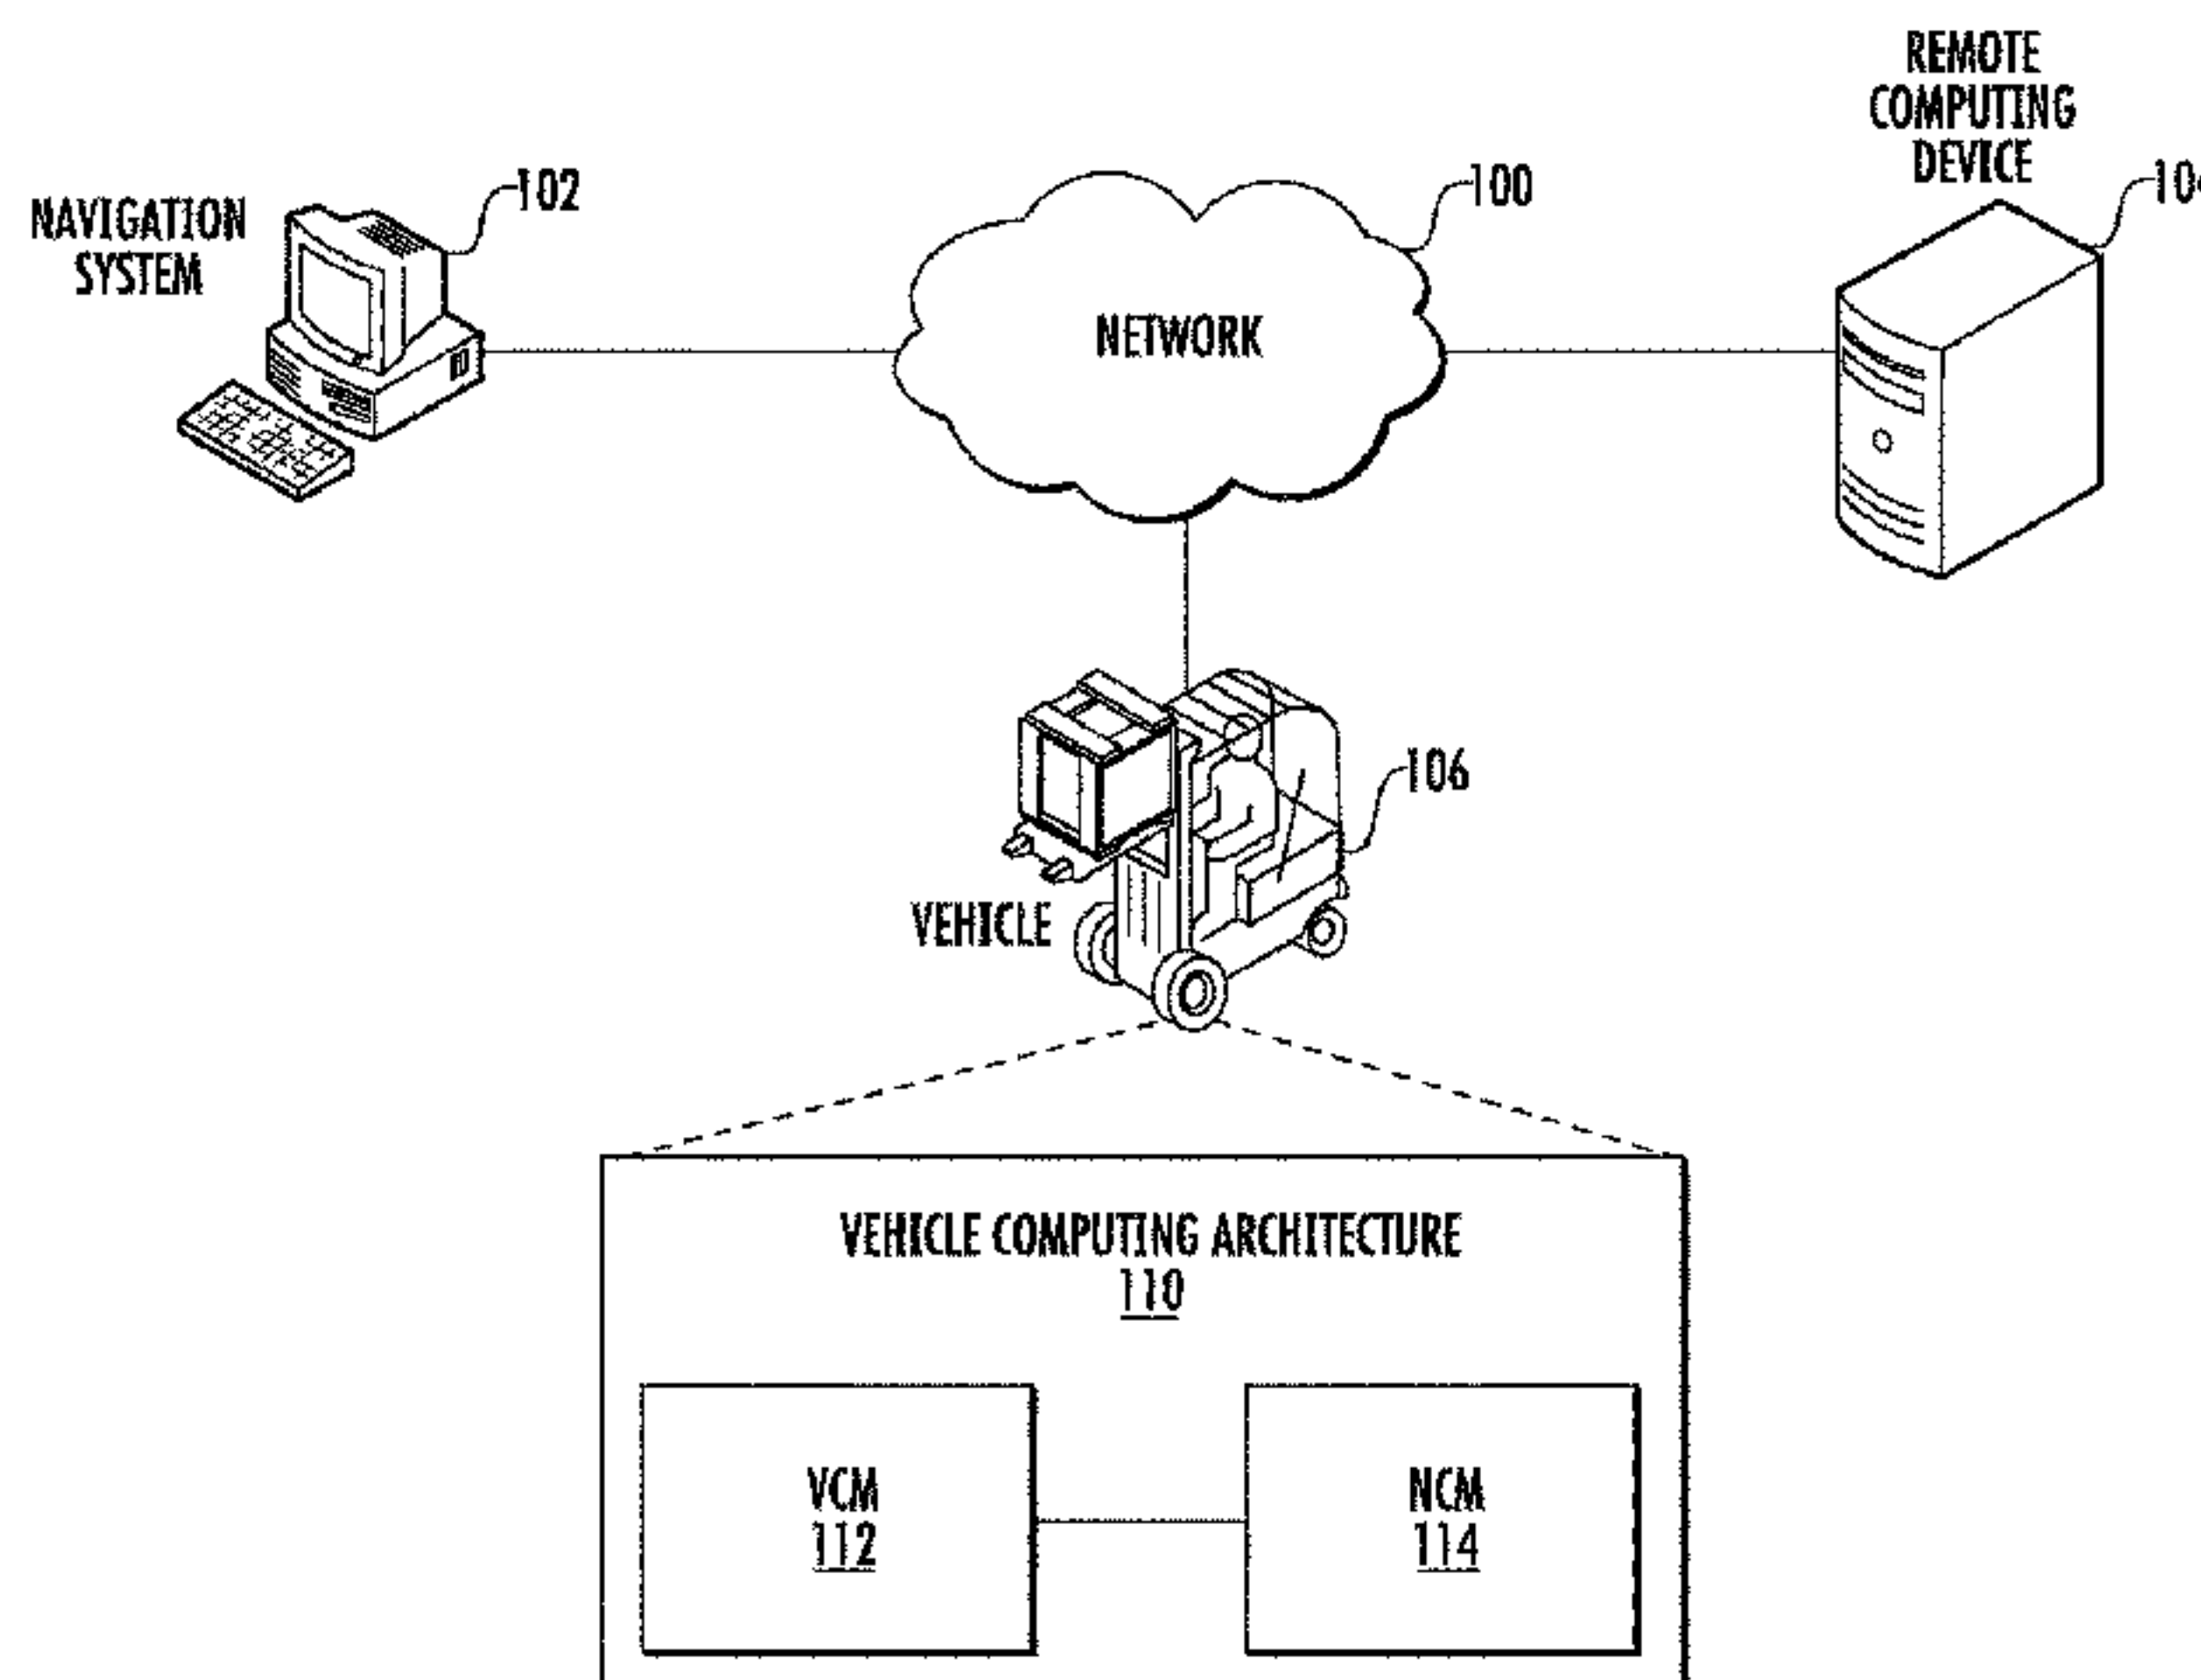 REMOTE
COMPUTING
DEVICE
NAVIGATION
SYSTEM
102
100
NETWORK
106
VEHICLE
VEHICLE COMPUTING ARCHITECTURE
110
VCM
112
NCM
114